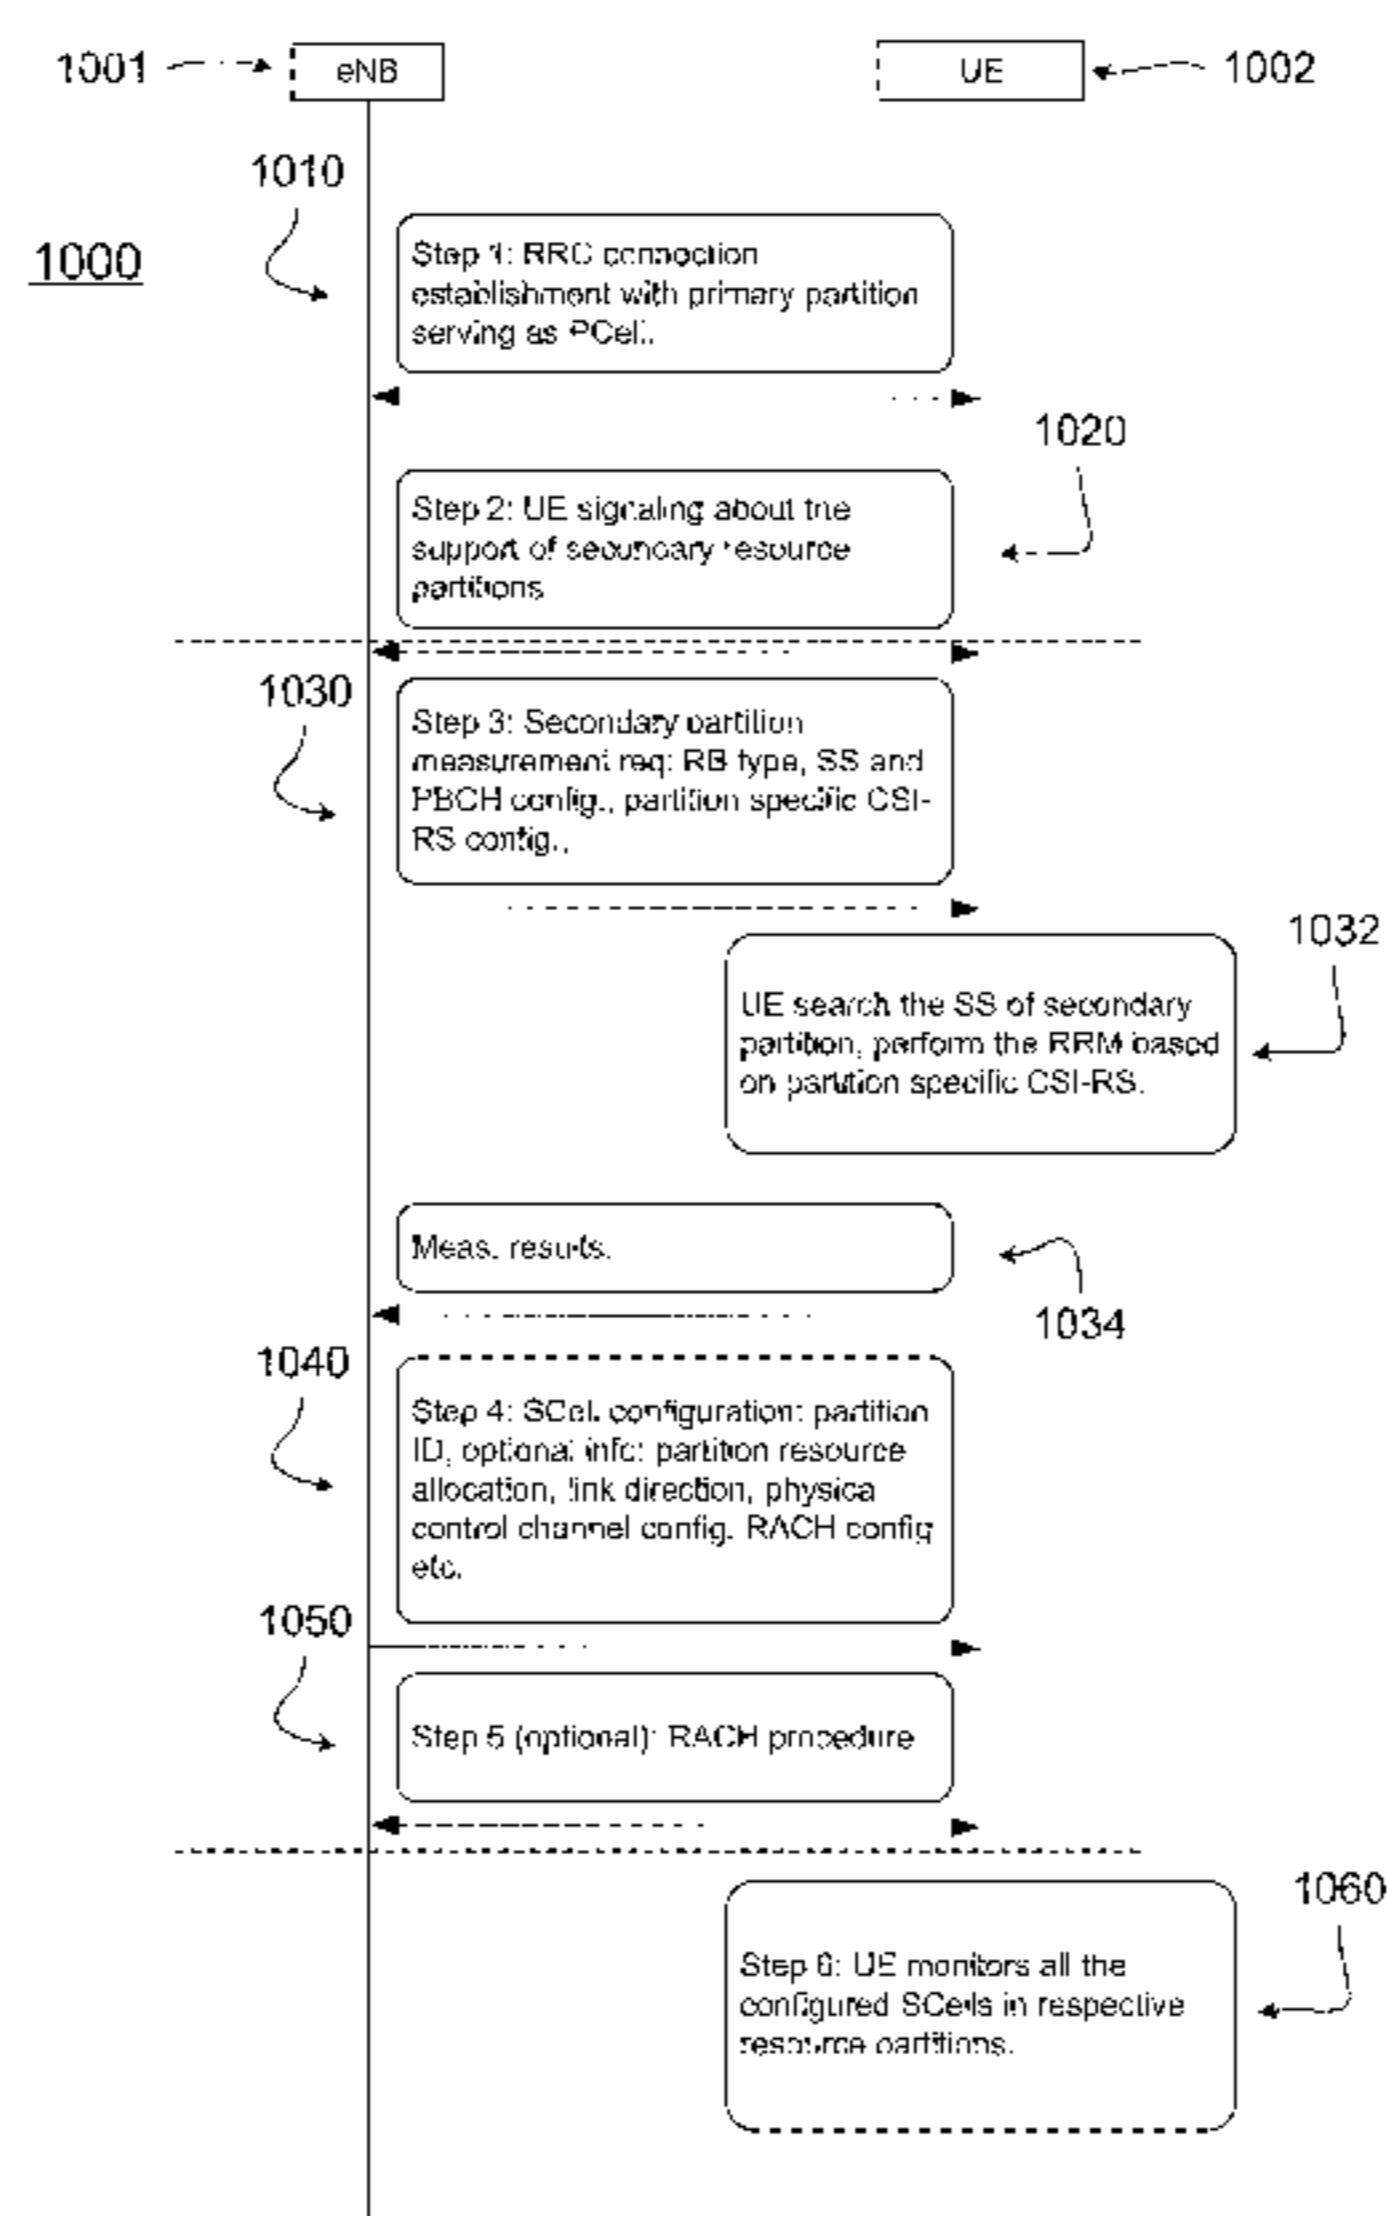 1001
eNB
UE
1002
1010
1000
Step 1: RRC connection
establishment with primary partition
serving as PCell.
1020
Step 2: UE signaling about the
support of secondary resource
partitions
1030
Step 3: Secondary partition
measurement req: RB type, SS and
PBCH config., partition specific CSI-
RS config.,
1032
UE search the SS of secondary
partition, perform the RRM based
on partition specific CSI-RS.
Meas. results.
1034
1040
Step 4: SCell configuration: partition
ID, optional info: partition resource
allocation, link direction, physical
control channel config. RACH config
etc.
1050
Step 5 (optional): RACH procedure
1060
Step 6: UE monitors all the
configured SCells in respective
resource partitions.